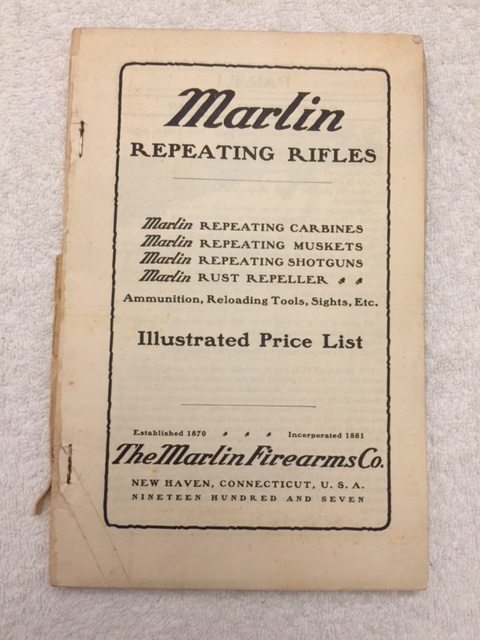 Marlin
REPEATING RIFLES
Marlin REPEATING CARBINES
Marlin REPEATING MUSKETS
Marlin REPEATING SHOTGUNS
Marlin RUST REPELLER
Ammunition, Reloading Tools, Sights, Etc.
Illustrated Price List
Established 1870 Incorporated 1881
The Marlin Firearms Co.
NEW HAVEN, CONNECTICUT, U. S. A.
NINETEEN HUNDRED AND SEVEN